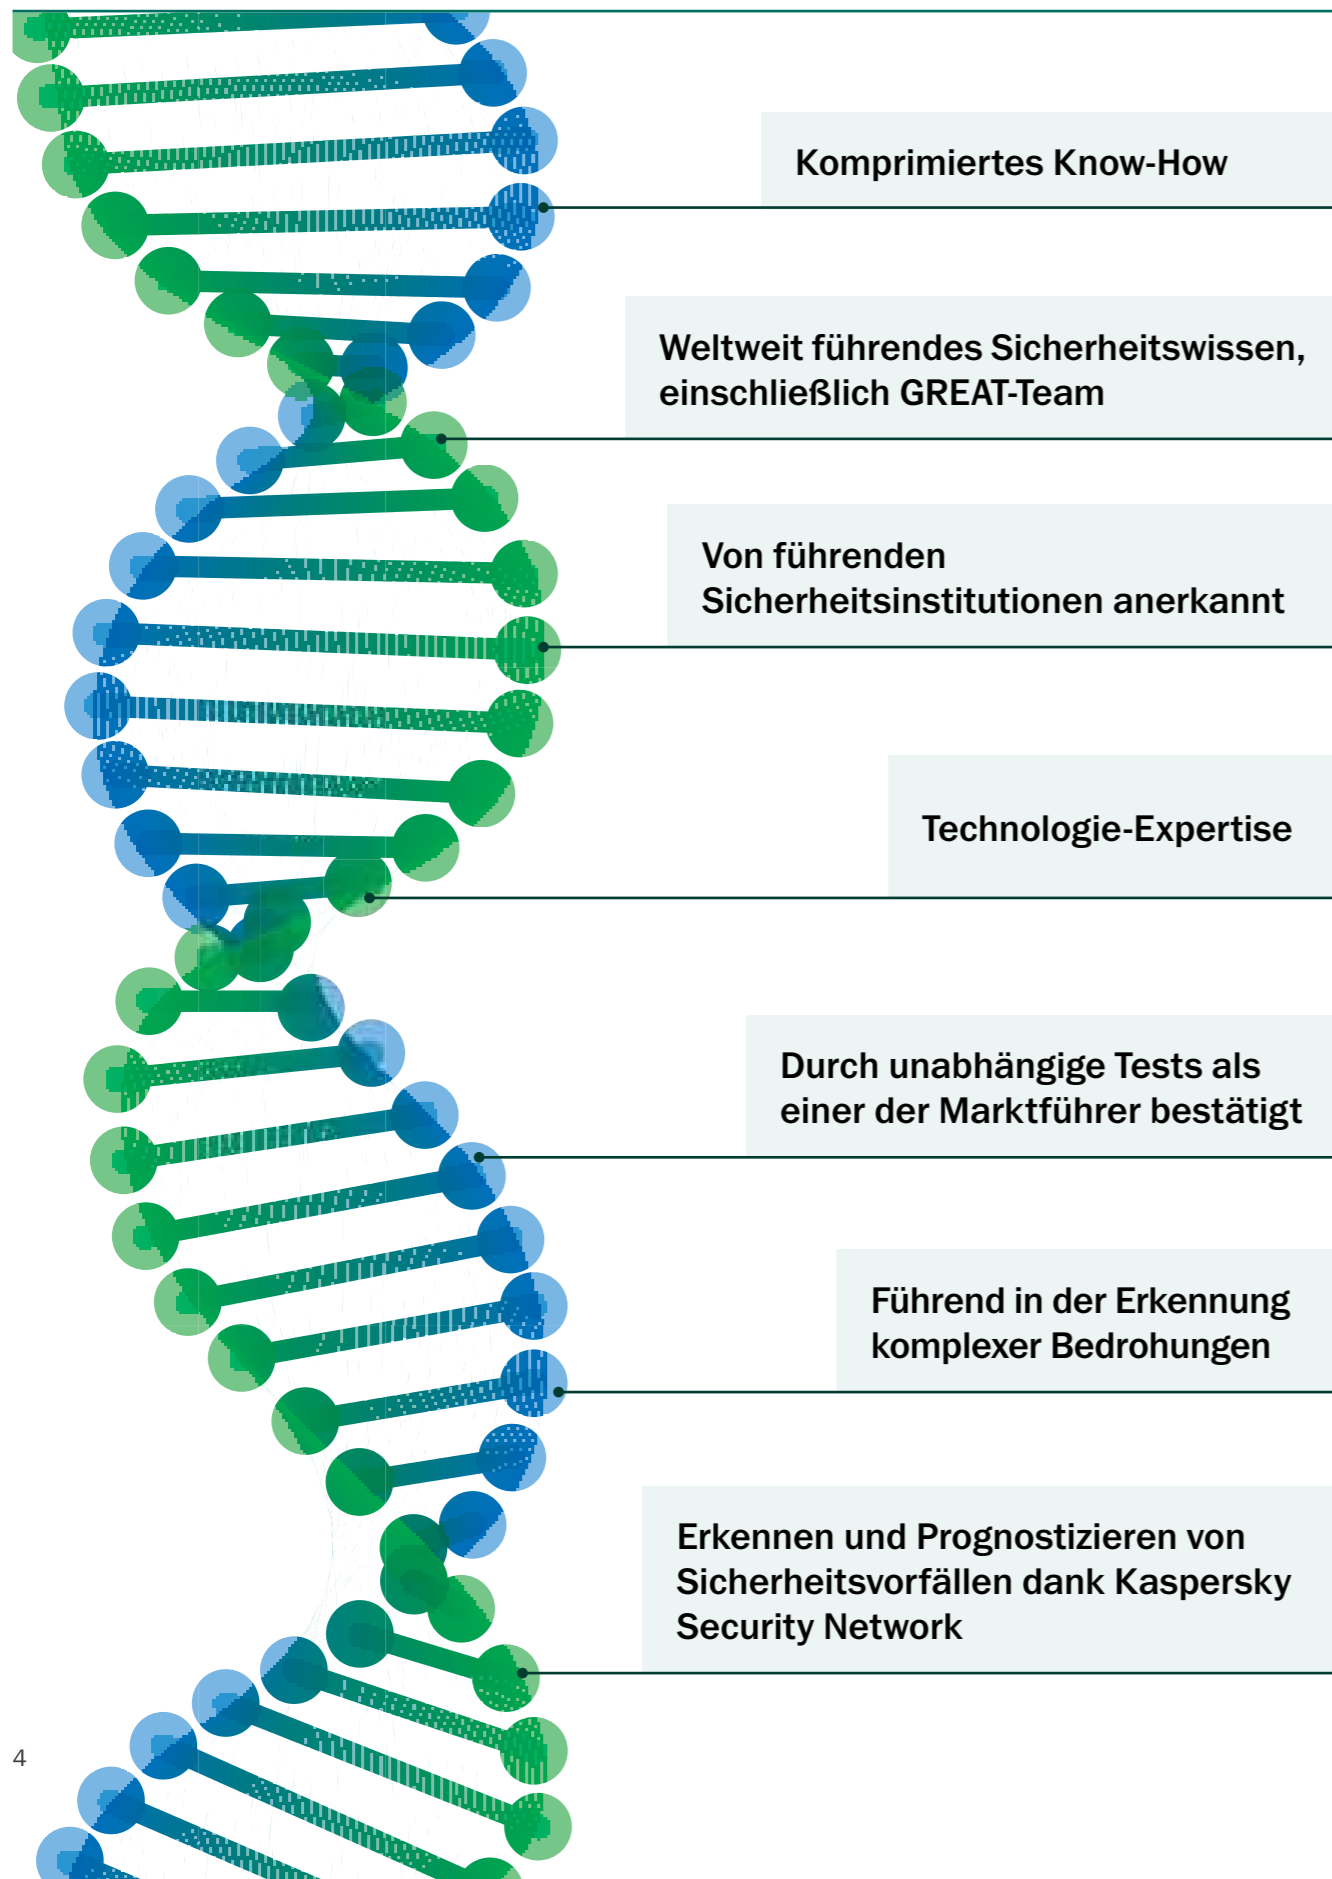 Komprimiertes Know-How
Weltweit führendes Sicherheitswissen,
einschließlich GREAT-Team
Von führenden
Sicherheitsinstitutionen anerkannt
Technologie-Expertise
Durch unabhängige Tests als
einer der Marktführer bestätigt
Führend in der Erkennung
komplexer Bedrohungen
Erkennen und Prognostizieren von
Sicherheitsvorfällen dank Kaspersky
Security Network
4